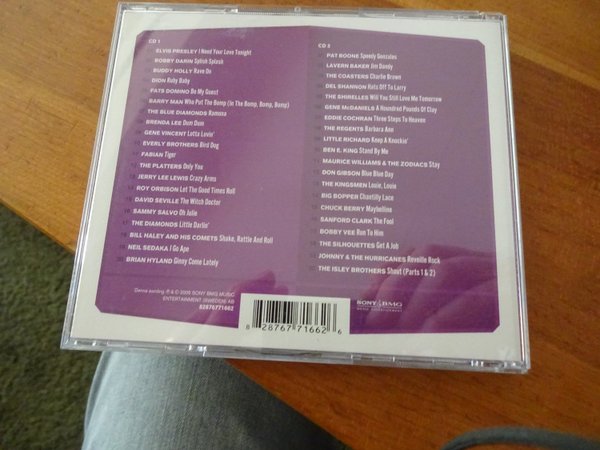 CD 1
ELVIS PRESLEY I Need Your Love Tonight
BOBBY DARIN Splish Splash
BUDDY HOLLY Rave On
DION Ruby Baby
FATS DOMINO Be My Guest
BARRY MAN Who Put The Bomp (In The Bomp, Bomp, Bomp)
THE BLUE DIAMONDS Ramona
BRENDA LEE Dum Dum
GENE VINCENT Lotta Lovin'
EVERLY BROTHERS Bird Dog
FABIAN Tiger
THE PLATTERS Only You
JERRY LEE LEWIS Crazy Arms
ROY ORBISON Let The Good Times Roll
DAVID SEVILLE The Witch Doctor
SAMMY SALVO Oh Julie
THE DIAMONDS Little Darlin'
BILL HALEY AND HIS COMETS Shake, Rattle And Roll
NEIL SEDAKA I Go Ape
BRIAN HYLAND Ginny Come Lately
CD 2
PAT BOONE Speedy Gonzales
LAVERN BAKER Jim Dandy
THE COASTERS Charlie Brown
DEL SHANNON Hats Off To Larry
THE SHIRELLES Will You Still Love Me Tomorrow
GENE McDANIELS A Houndred Pounds Of Clay
EDDIE COCHRAN Three Steps To Heaven
THE REGENTS Barbara Ann
LITTLE RICHARD Keep A Knockin'
BEN E. KING Stand By Me
MAURICE WILLIAMS & THE ZODIACS Stay
DON GIBSON Blue Blue Day
THE KINGSMEN Louie, Louie
BIG BOPPER Chantilly Lace
CHUCK BERRY Maybelline
SANFORD CLARK The Fool
BOBBY VEE Run To Him
THE SILHOUETTES Get A Job
JOHNNY & THE HURRICANES Reveille Rock
THE ISLEY BROTHERS Shout (Parts 1 & 2)
ENTERTAINMENT (SWEDEN) AB
82876771662
8 28767 71662 6
SONY BMG
MUSIC ENTERTAINMENT